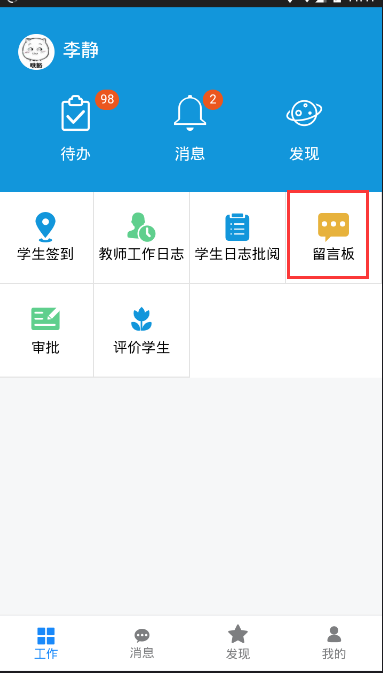 李静
98
2
待办
消息
发现
学生签到
教师工作日志
学生日志批阅
留言板
审批
评价学生
工作
消息
发现
我的